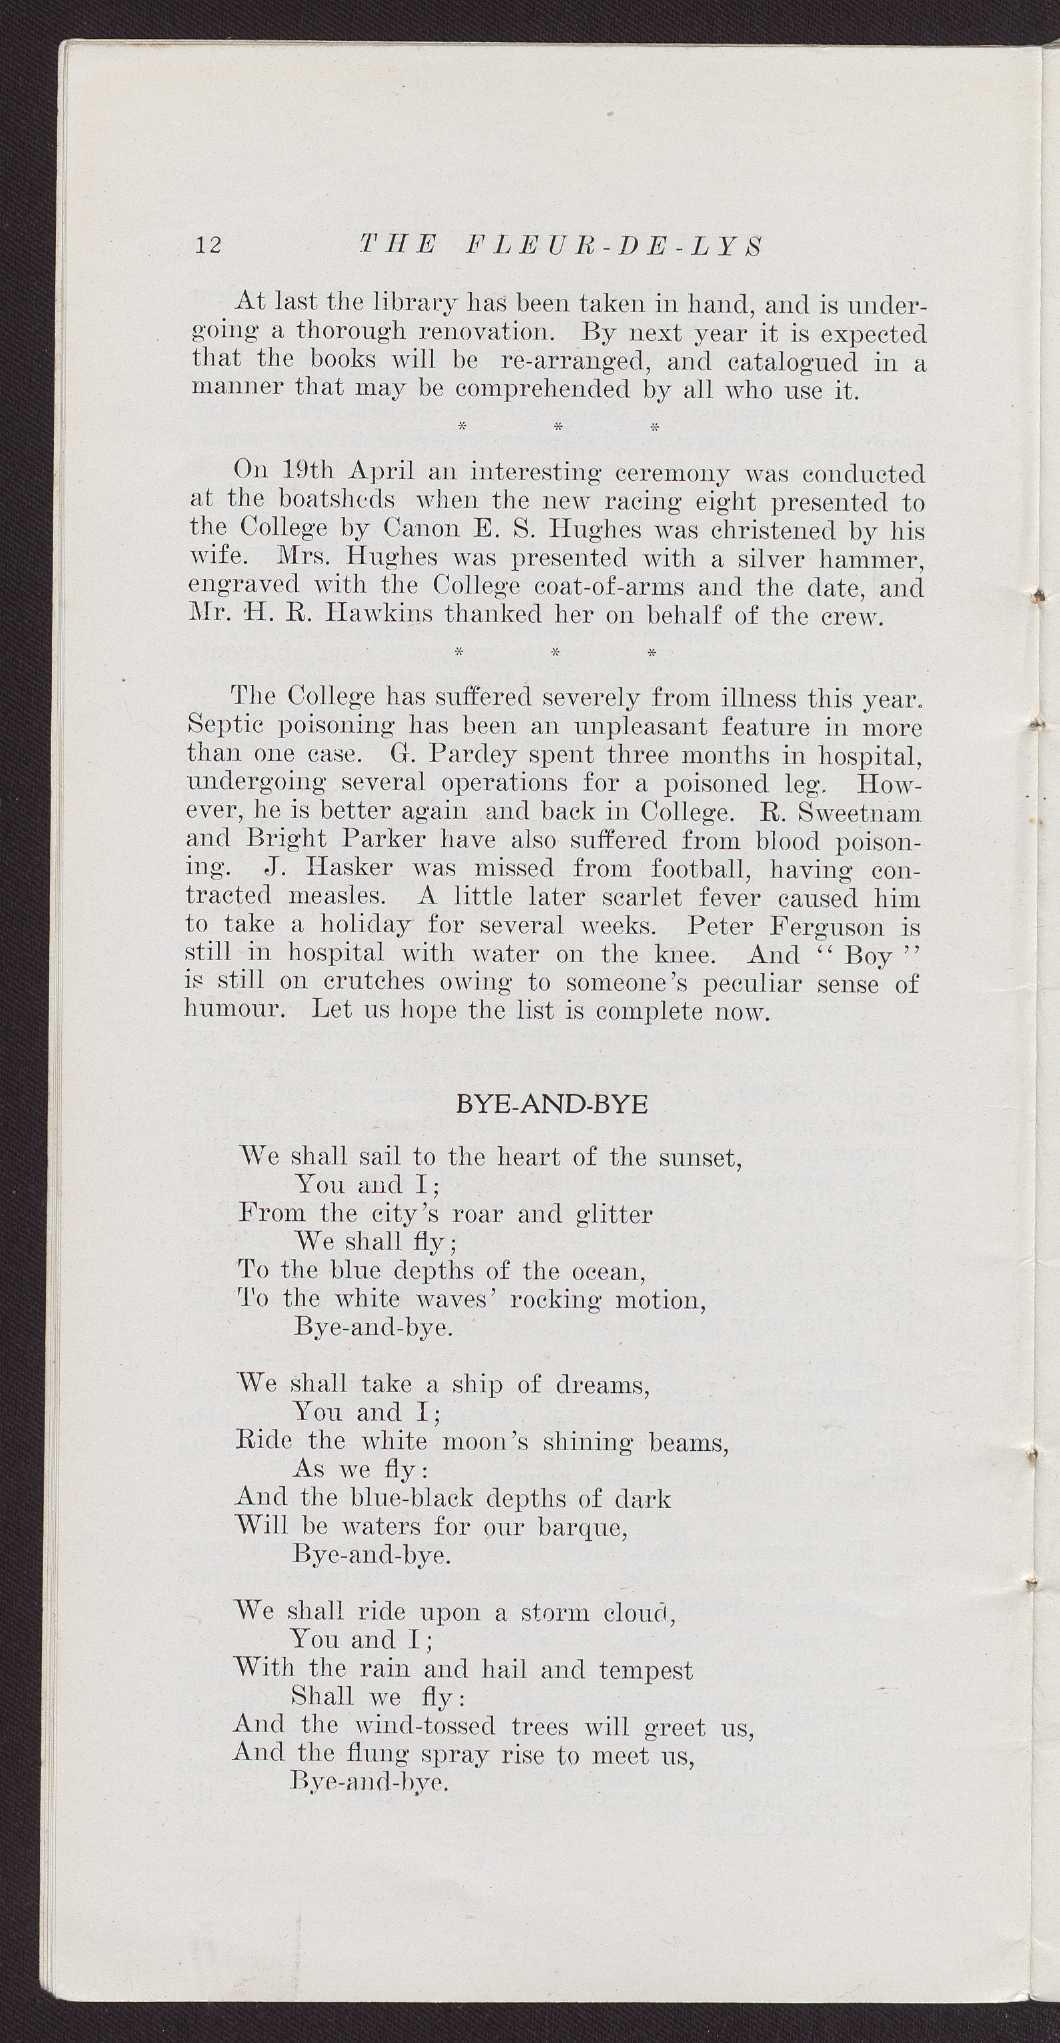 12 THE FLEUR-DE-LYS
At last the library has been taken in hand, and is under-
going a thorough renovation. By next year it is expected
that the books will be re-arranged, and catalogued in a
manner that may be comprehended by all who use it.
* * *
On 19th April an interesting ceremony was conducted
at the boatsheds when the new racing eight presented to
the College by Canon E. S. Hughes was christened by his
wife. Mrs. Hughes was presented with a silver hammer,
engraved with the College coat-of-arms and the date, and
Mr. H. R. Hawkins thanked her on behalf of the crew.
* * *
The College has suffered severely from illness this year.
Septic poisoning has been an unpleasant feature in more
than one case. G. Pardey spent three months in hospital,
undergoing several operations for a poisoned leg. How-
ever, he is better again and back in College. R. Sweetnam
and Bright Parker have also suffered from blood poison-
ing. J. Hasker was missed from football, having con-
tracted measles. A little later scarlet fever caused him
to take a holiday for several weeks. Peter Ferguson is
still in hospital with water on the knee. And "Boy"
is still on crutches owing to someone's peculiar sense of
humour. Let us hope the list is complete now.
BYE-AND-BYE
We shall sail to the heart of the sunset,
You and I;
From the city's roar and glitter
We shall fly;
To the blue depths of the ocean,
To the white waves' rocking motion,
Bye-and-bye.
We shall take a ship of dreams,
You and I;
Ride the white moon's shining beams,
As we fly:
And the blue-black depths of dark
Will be waters for our barque,
Bye-and-bye.
We shall ride upon a storm cloud,
You and I;
With the rain and hail and tempest
Shall we fly:
And the wind-tossed trees will greet us,
And the flung spray rise to meet us,
Bye-and-bye.